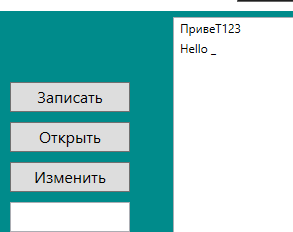 ПривеТ123
Hello _
Записать
Открыть
Изменить